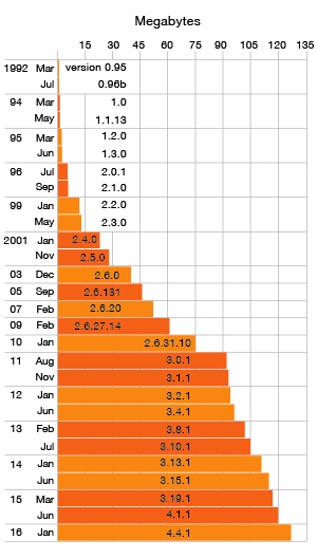 Megabytes
15 30 45 60 75 90 105 120 135
1992 Mar version 0.95
Jul 0.96b
94 Mar 1.0
May 1.1.13
95 Mar 1.2.0
Jun 1.3.0
96 Jul 2.0.1
Sep 2.1.0
99 Jan 2.2.0
May 2.3.0
2001 Jan 2.4.0
Nov 2.5.0
03 Dec 2.6.0
05 Sep 2.6.131
07 Feb 2.6.20
09 Feb 2.6.27.14
10 Jan 2.6.31.10
11 Aug 3.0.1
Nov 3.1.1
12 Jan 3.2.1
Jun 3.4.1
13 Feb 3.8.1
Jul 3.10.1
14 Jan 3.13.1
Jun 3.15.1
15 Mar 3.19.1
Jun 4.1.1
16 Jan 4.4.1